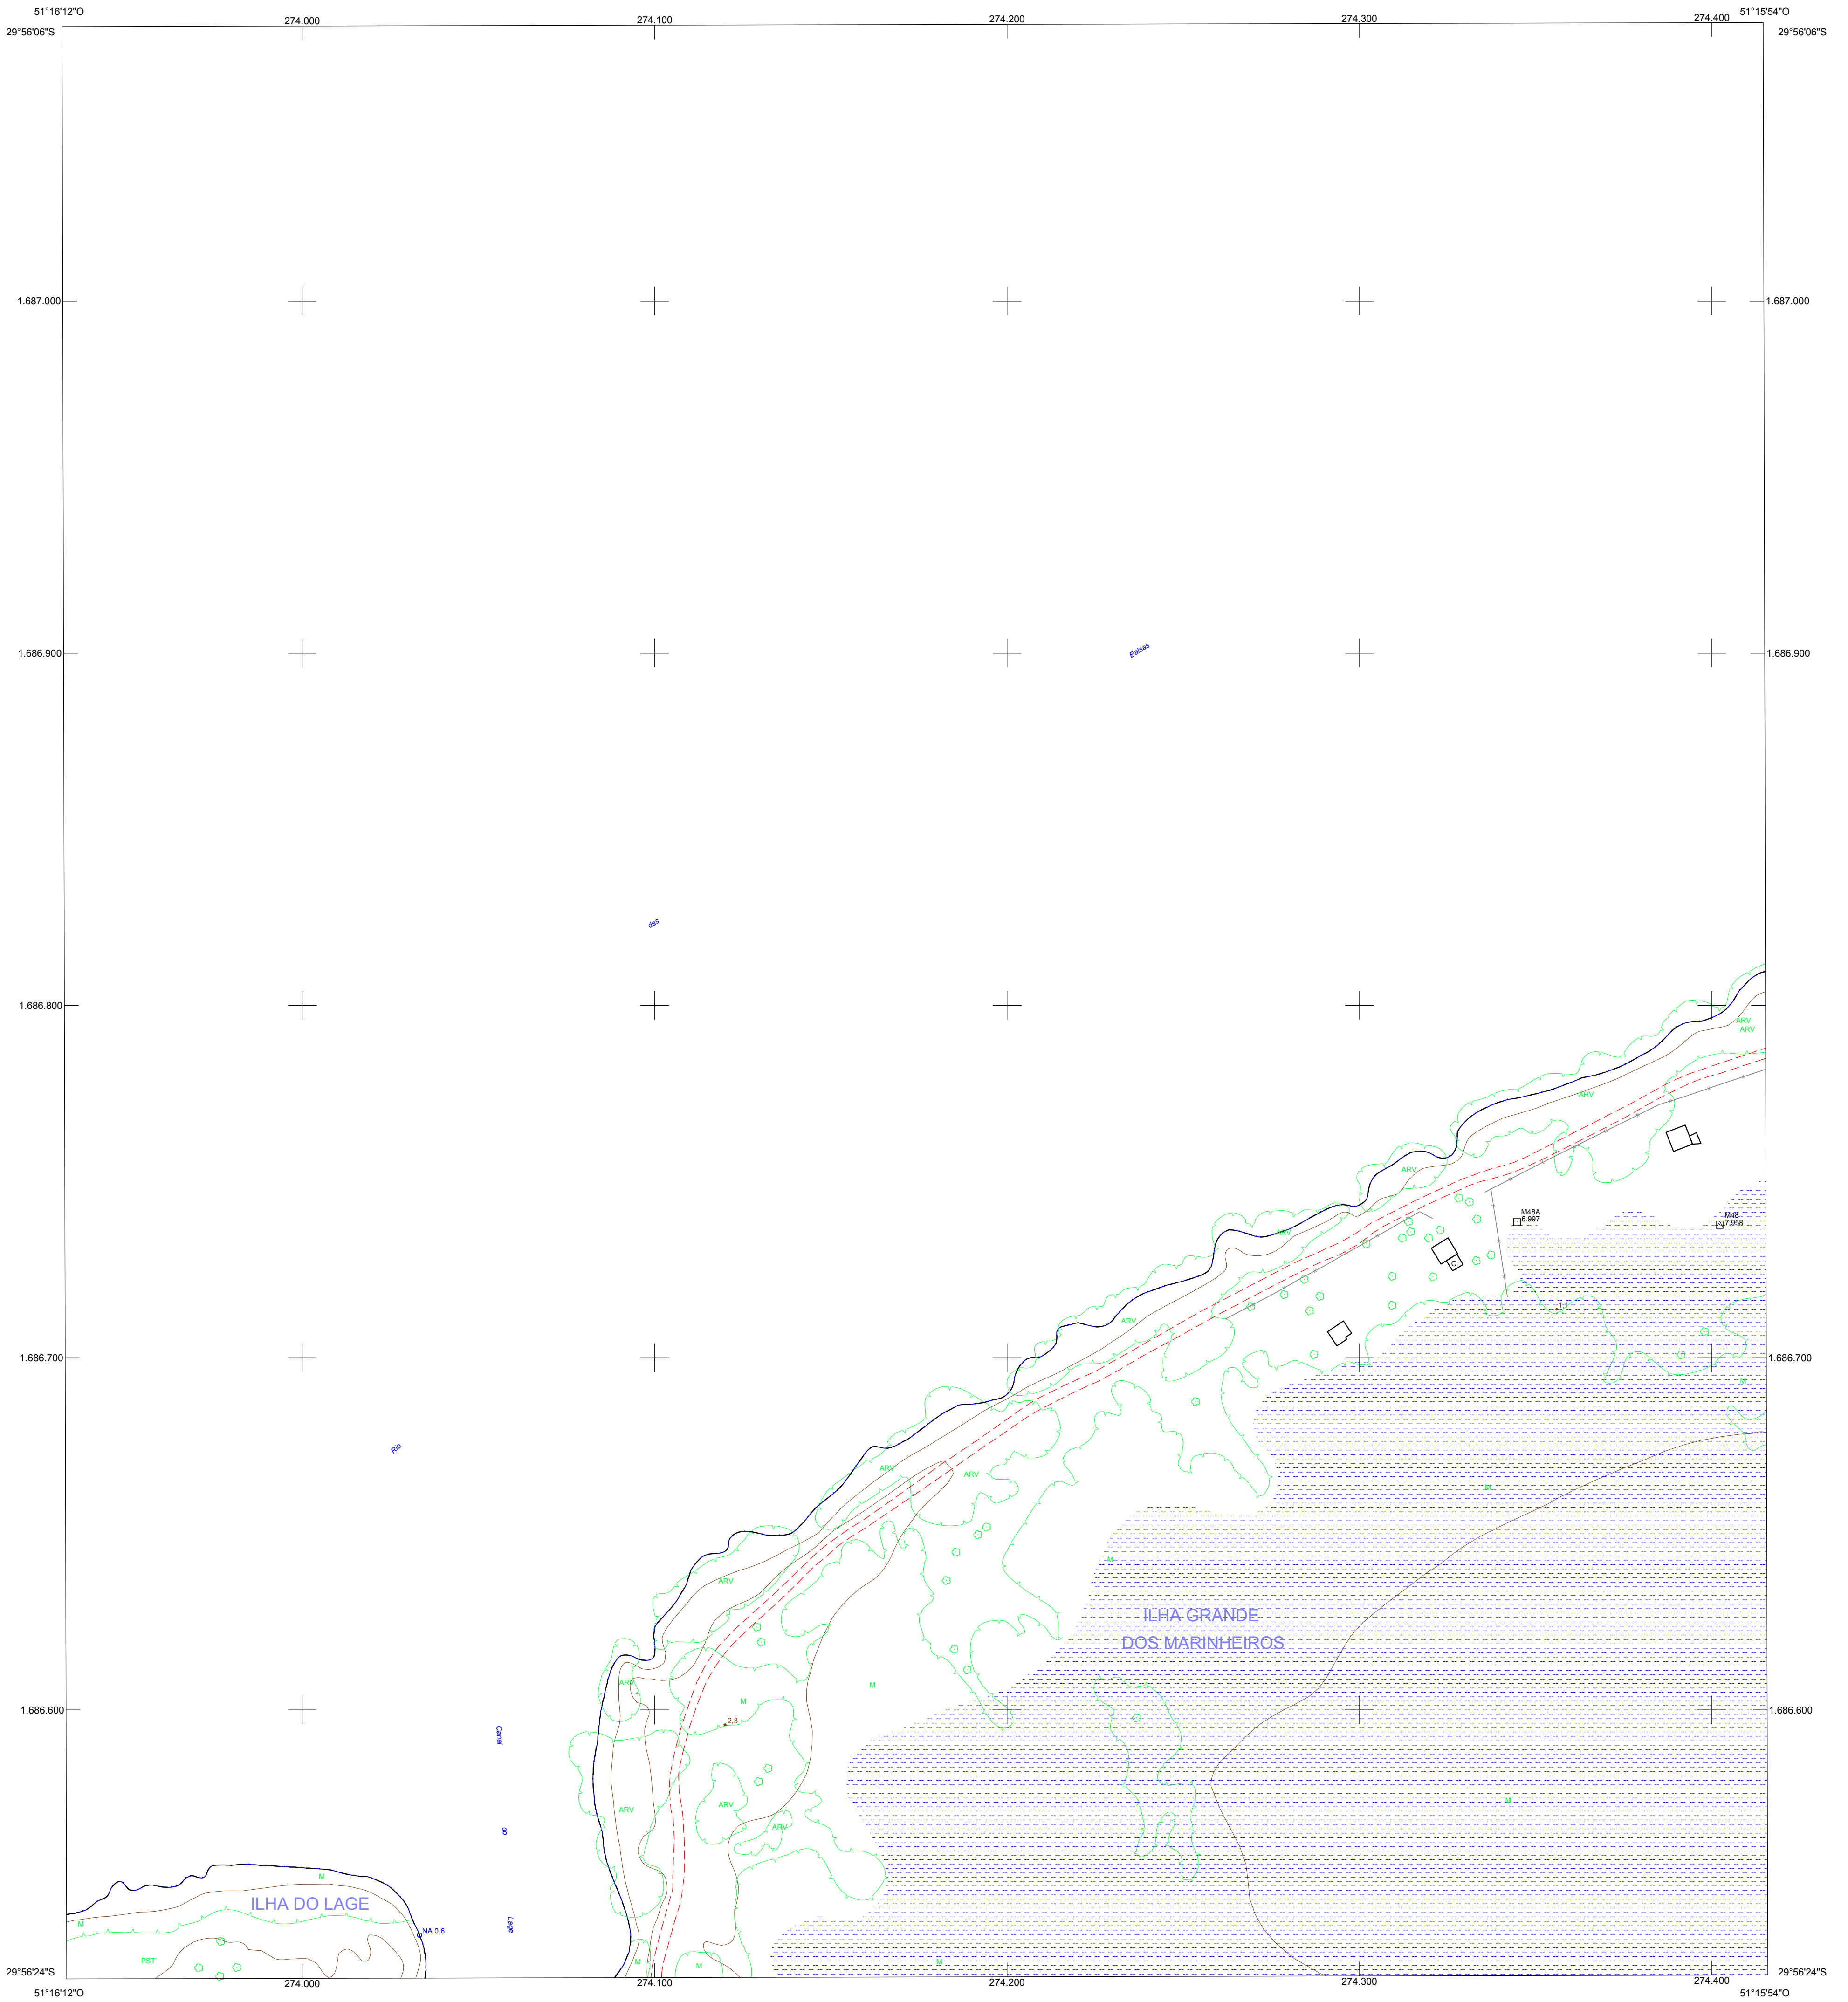 51°16'12"O
274.000
274.100
274.200
274.300
274.400
51°15'54"O
29°56'06"S
29°56'06"S
1.687.000
1.687.000
1.686.900
Baisas
1.686.900
das
1.686.800
ARV
ARV
ARV
ARV
M48A
6.997
M48
7.958
ARV
C
1,1
ARV
1.686.700
1.686.700
M
Rio
ARV
ARV
M
M
ARV
ILHA GRANDE
DOS MARINHEIROS
ARV
M
M
1.686.600
1.686.600
2,3
Canal
ARV
ARV
M
do
ARV
M
ILHA DO LAGE
M
Lage
NA 0,6
PST
M
M
M
29°56'24"S
29°56'24"S
274.000
274.100
274.200
274.300
274.400
51°16'12"O
51°15'54"O